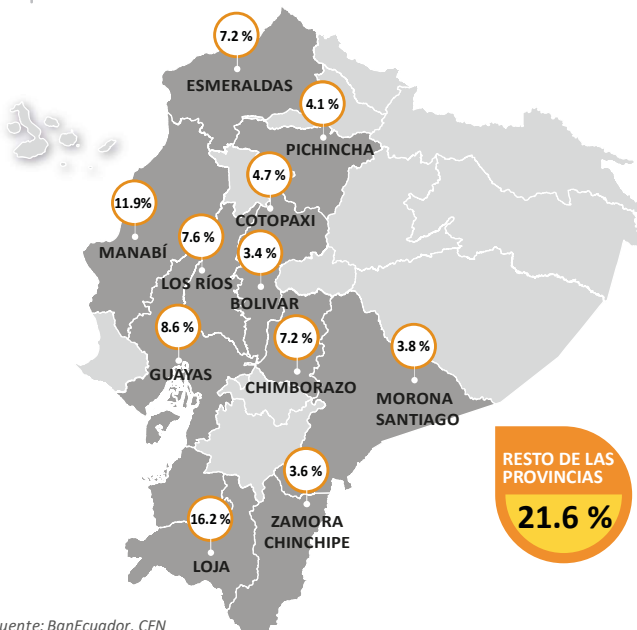 7.2 %
ESMERALDAS
4.1 %
PICHINCHA
4.7 %
COTOPAXI
11.9%
MANABÍ
7.6 %
LOS RÍOS
3.4 %
BOLIVAR
8.6 %
GUAYAS
7.2 %
CHIMBORAZO
3.8 %
MORONA
SANTIAGO
3.6 %
ZAMORA
CHINCHIPE
16.2 %
LOJA
RESTO DE LAS
PROVINCIAS
21.6 %
uente: BanEcuador, CFN